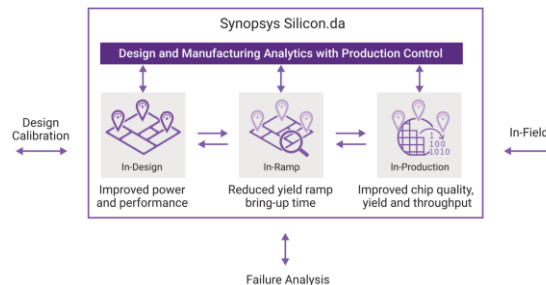 Synopsys Silicon.da
Design and Manufacturing Analytics with Production Control
Design
Calibration
In-Field
In-Design
In-Ramp
1
100
1010
In-Production
Improved power
and performance
Reduced yield ramp
bring-up time
Improved chip quality,
yield and throughput
Failure Analysis